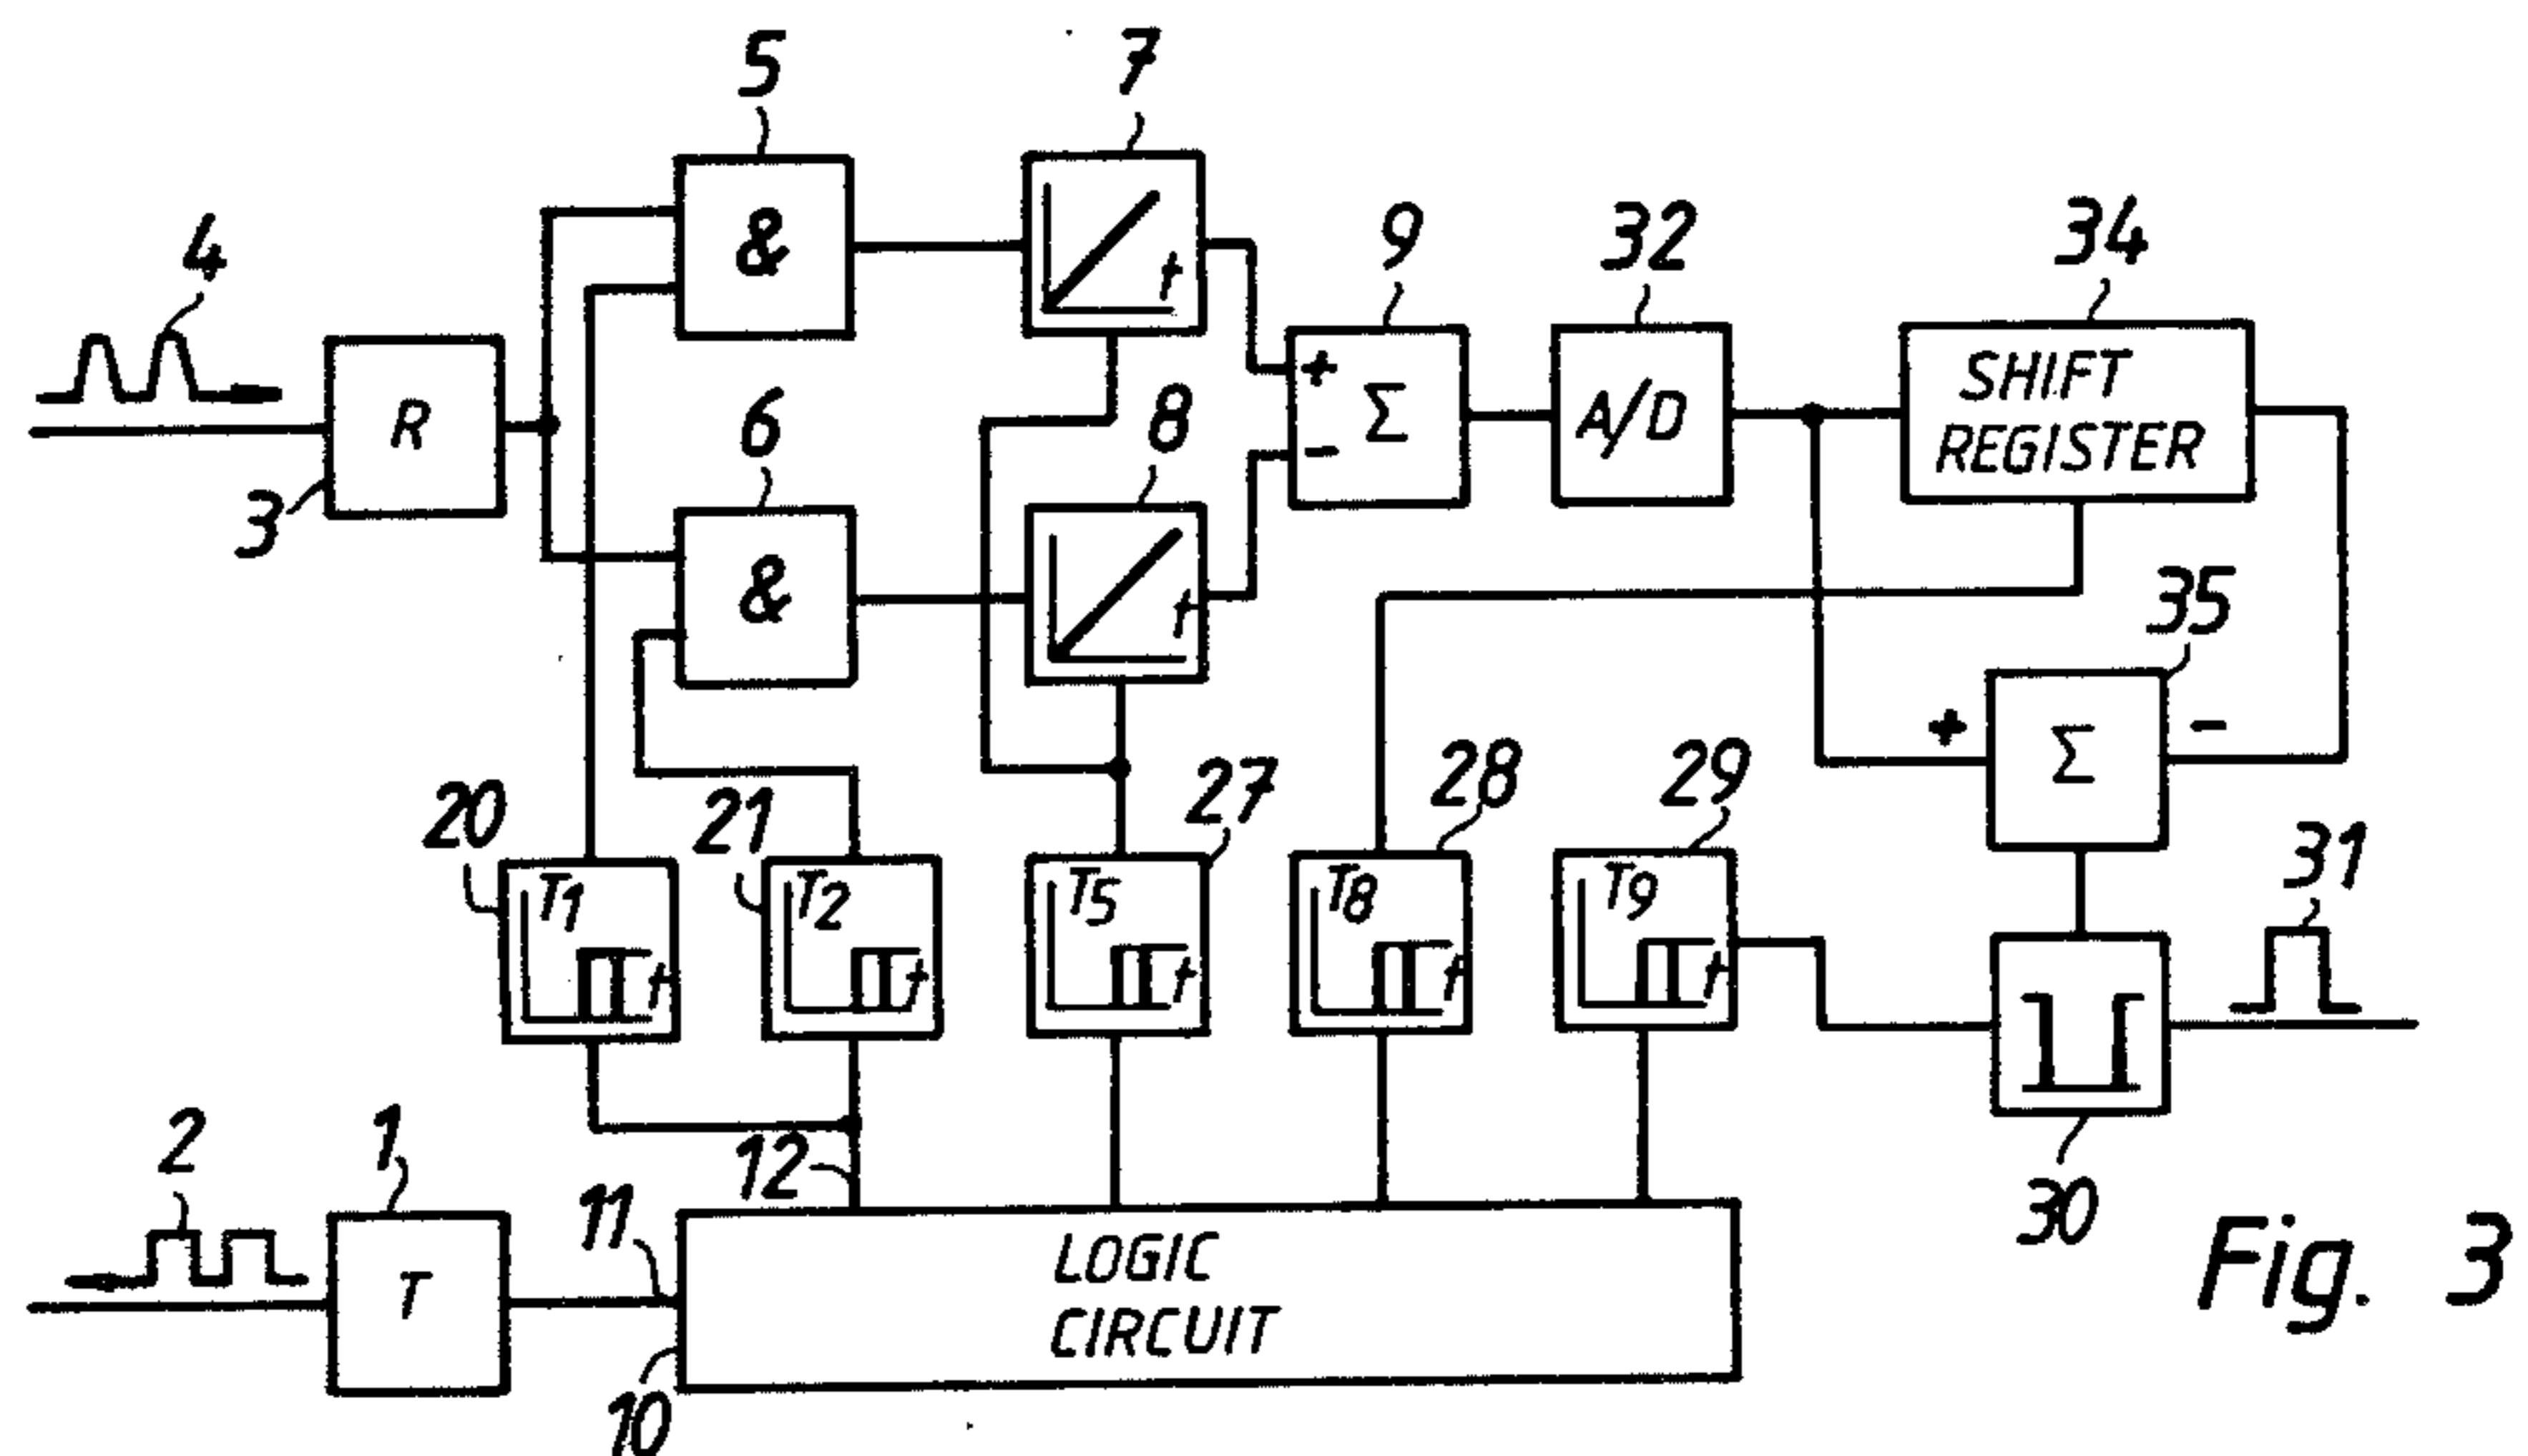 5
7
4
&
t
9
32
34
+
-
Σ
A/D
SHIFT
REGISTER
R
3
6
8
&
t
35
+
-
Σ
20
21
27
28
29
31
T1
t
T2
t
T5
t
T8
t
T9
t
2
1
11
12
30
T
LOGIC
CIRCUIT
10
Fig. 3